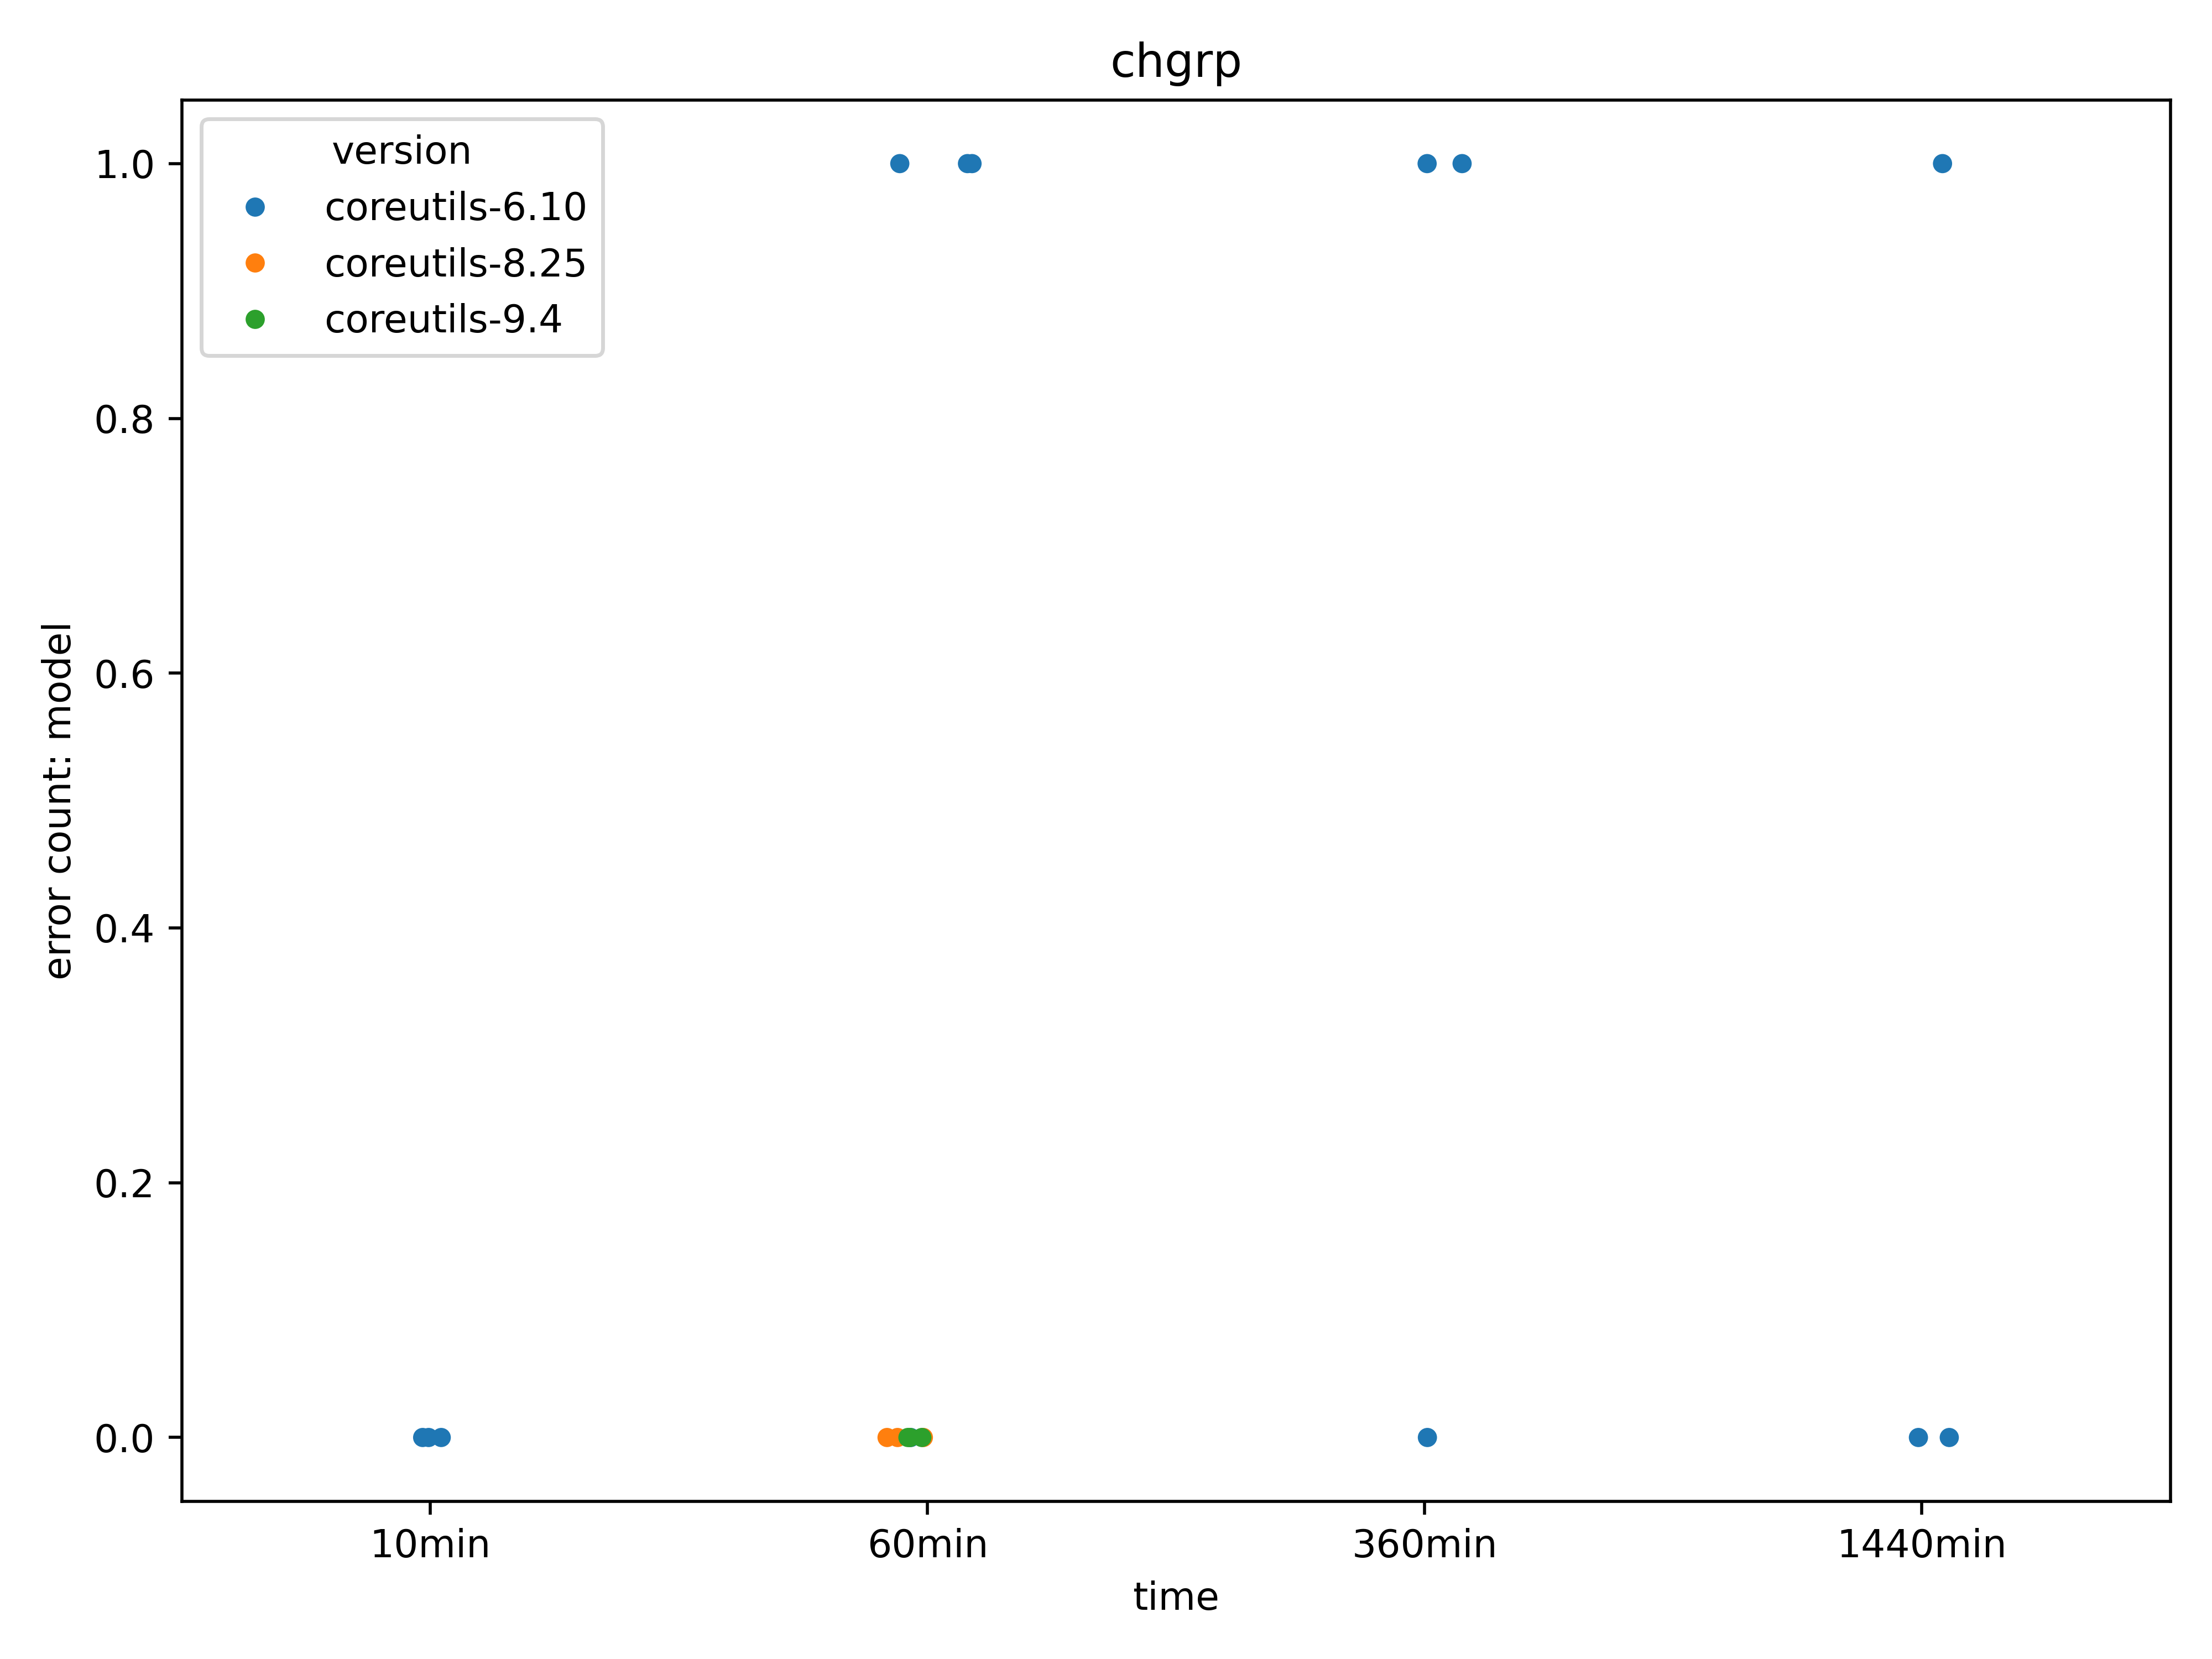 chgrp
version
coreutils-6.10
coreutils-8.25
coreutils-9.4
error count: model
1.0
0.8
0.6
0.4
0.2
0.0
10min 60min 360min 1440min
time